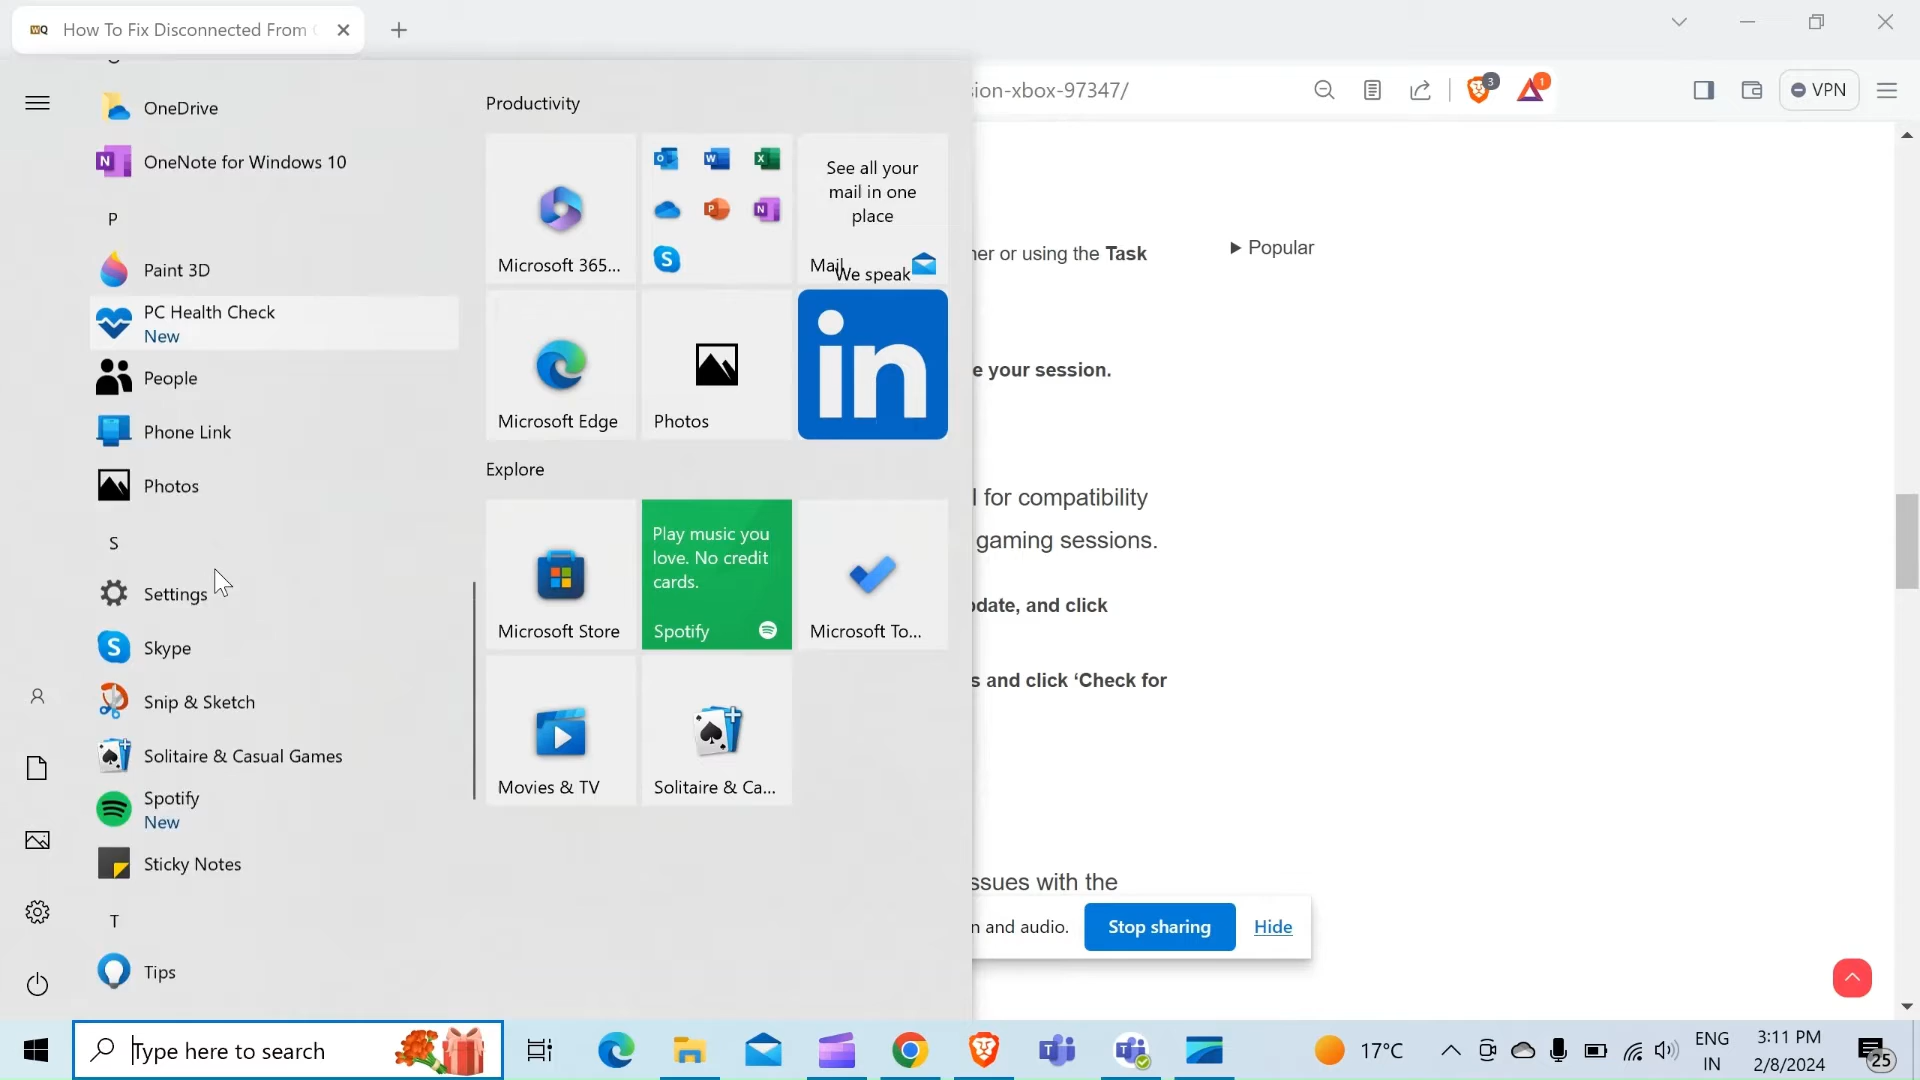 How To Fix Disconnected From
ion-xbox-97347/
3
1
VPN
OneDrive
OneNote for Windows 10
P
Paint 3D
PC Health Check
New
People
Phone Link
Photos
S
Settings
Skype
Snip & Sketch
Solitaire & Casual Games
Spotify
New
Sticky Notes
T
Tips
Productivity
Microsoft 365...
See all your
mail in one
place
Mail
We speak
Microsoft Edge
Photos
in
Explore
Microsoft Store
Play music you
love. No credit
cards.
Spotify
Microsoft To...
Movies & TV
Solitaire & Ca...
ner or using the Task
Popular
e your session.
l for compatibility
gaming sessions.
pdate, and click
s and click ‘Check for
ssues with the
n and audio.
Stop sharing
Hide
Type here to search
17°C
ENG
IN
3:11 PM
2/8/2024
25